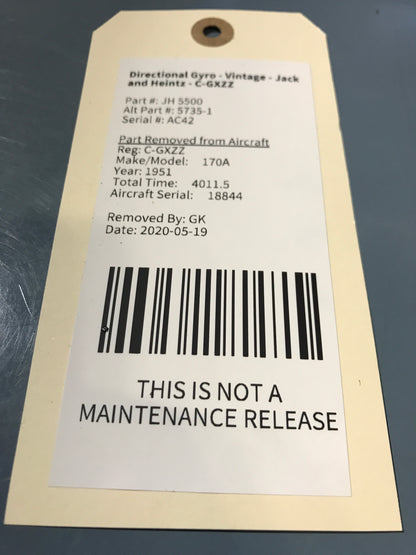 Directional Gyro - Vintage - Jack
and Heintz - C-GXZZ
Part #: JH 5500
Alt Part #: 5735-1
Serial #: AC42
Part Removed from Aircraft
Reg: C-GXZZ
Make/Model: 170A
Year: 1951
Total Time: 4011.5
Aircraft Serial: 18844
Removed By: GK
Date: 2020-05-19
THIS IS NOT A
MAINTENANCE RELEASE